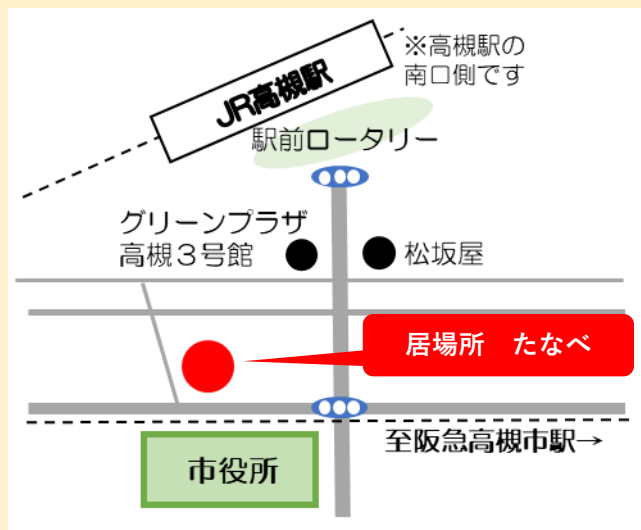 JR高槻駅
※高槻駅の
南口側です
駅前ロータリー
グリーンプラザ
高槻３号館
松坂屋
居場所　たなべ
至阪急高槻市駅→
市役所